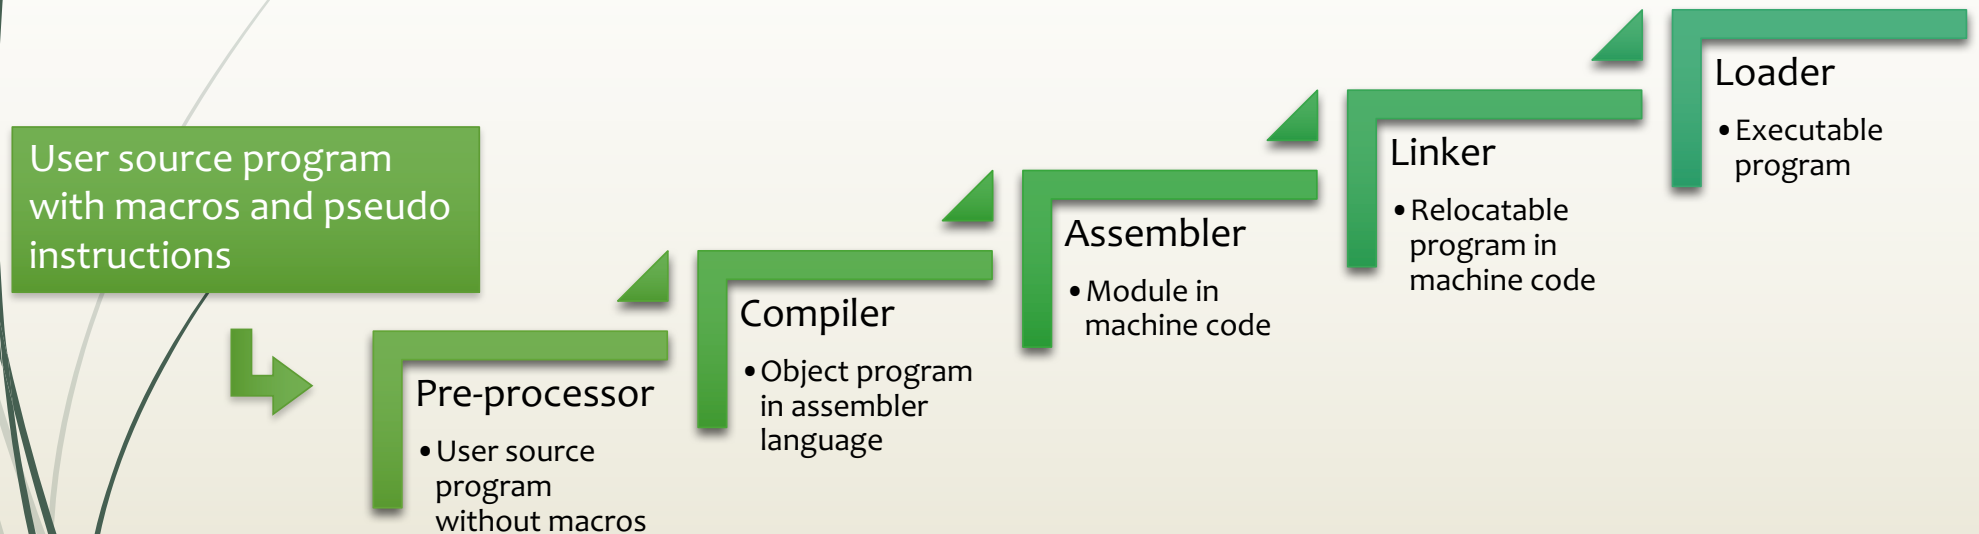 User source program
with macros and pseudo
instructions
Pre-processor
•User source
program
without macros
Compiler
•Object program
in assembler
language
Assembler
•Module in
machine code
Linker
•Relocatable
program in
machine code
Loader
•Executable
program